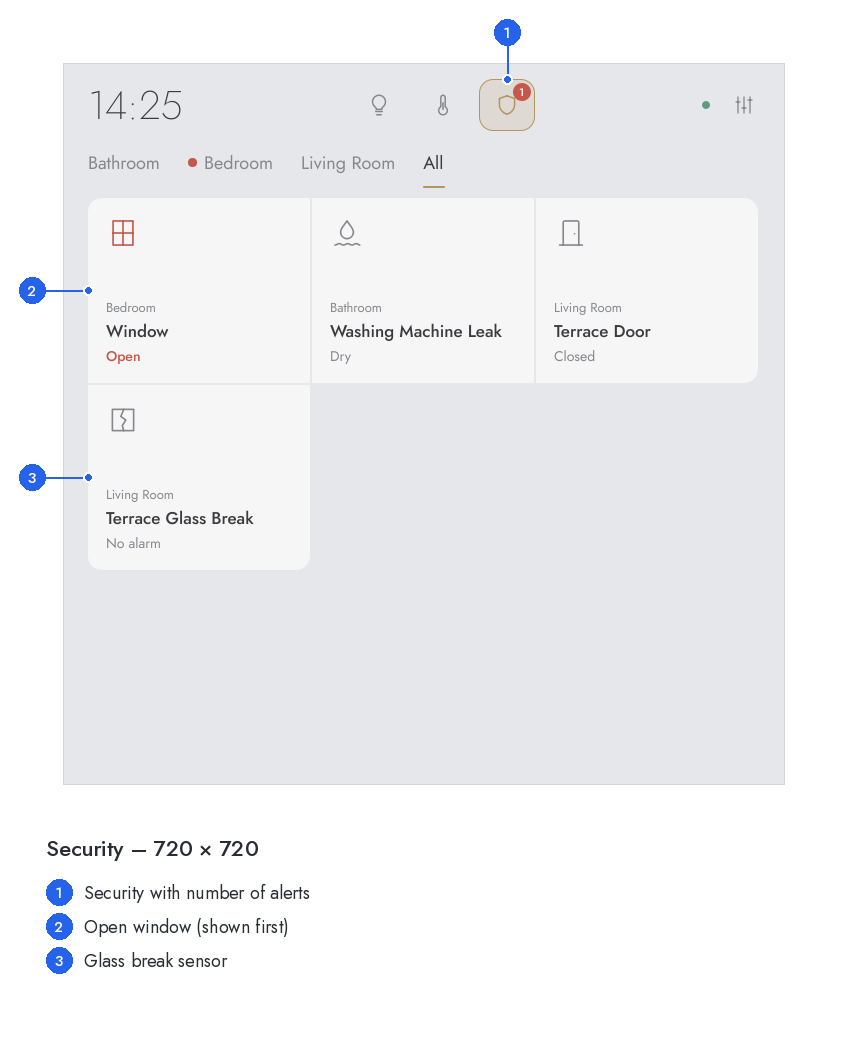 1
14:25
1
Bathroom Bedroom Living Room All
2
Bedroom
Window
Open
Bathroom
Washing Machine Leak
Dry
Living Room
Terrace Door
Closed
3
Living Room
Terrace Glass Break
No alarm
Security – 720 × 720
1 Security with number of alerts
2 Open window (shown first)
3 Glass break sensor